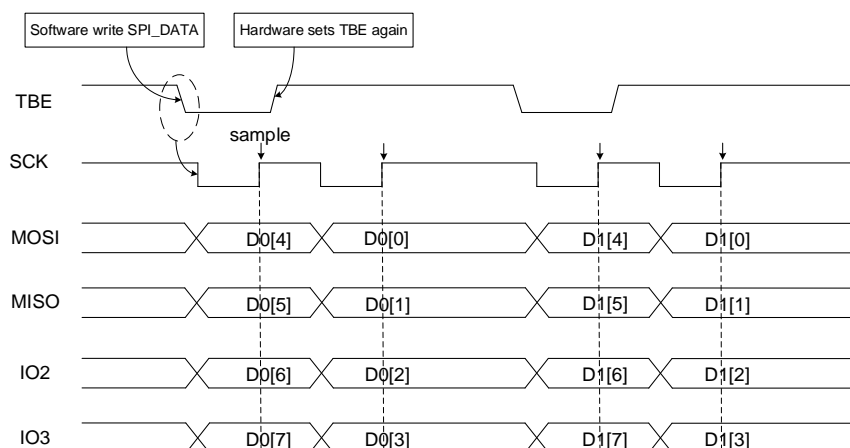 Software write SPI_DATA Hardware sets TBE again
TBE
sample
SCK
MOSI D0[4] D0[0] D1[4] D1[0]
MISO D0[5] D0[1] D1[5] D1[1]
IO2 D0[6] D0[2] D1[6] D1[2]
IO3 D0[7] D0[3] D1[7] D1[3]